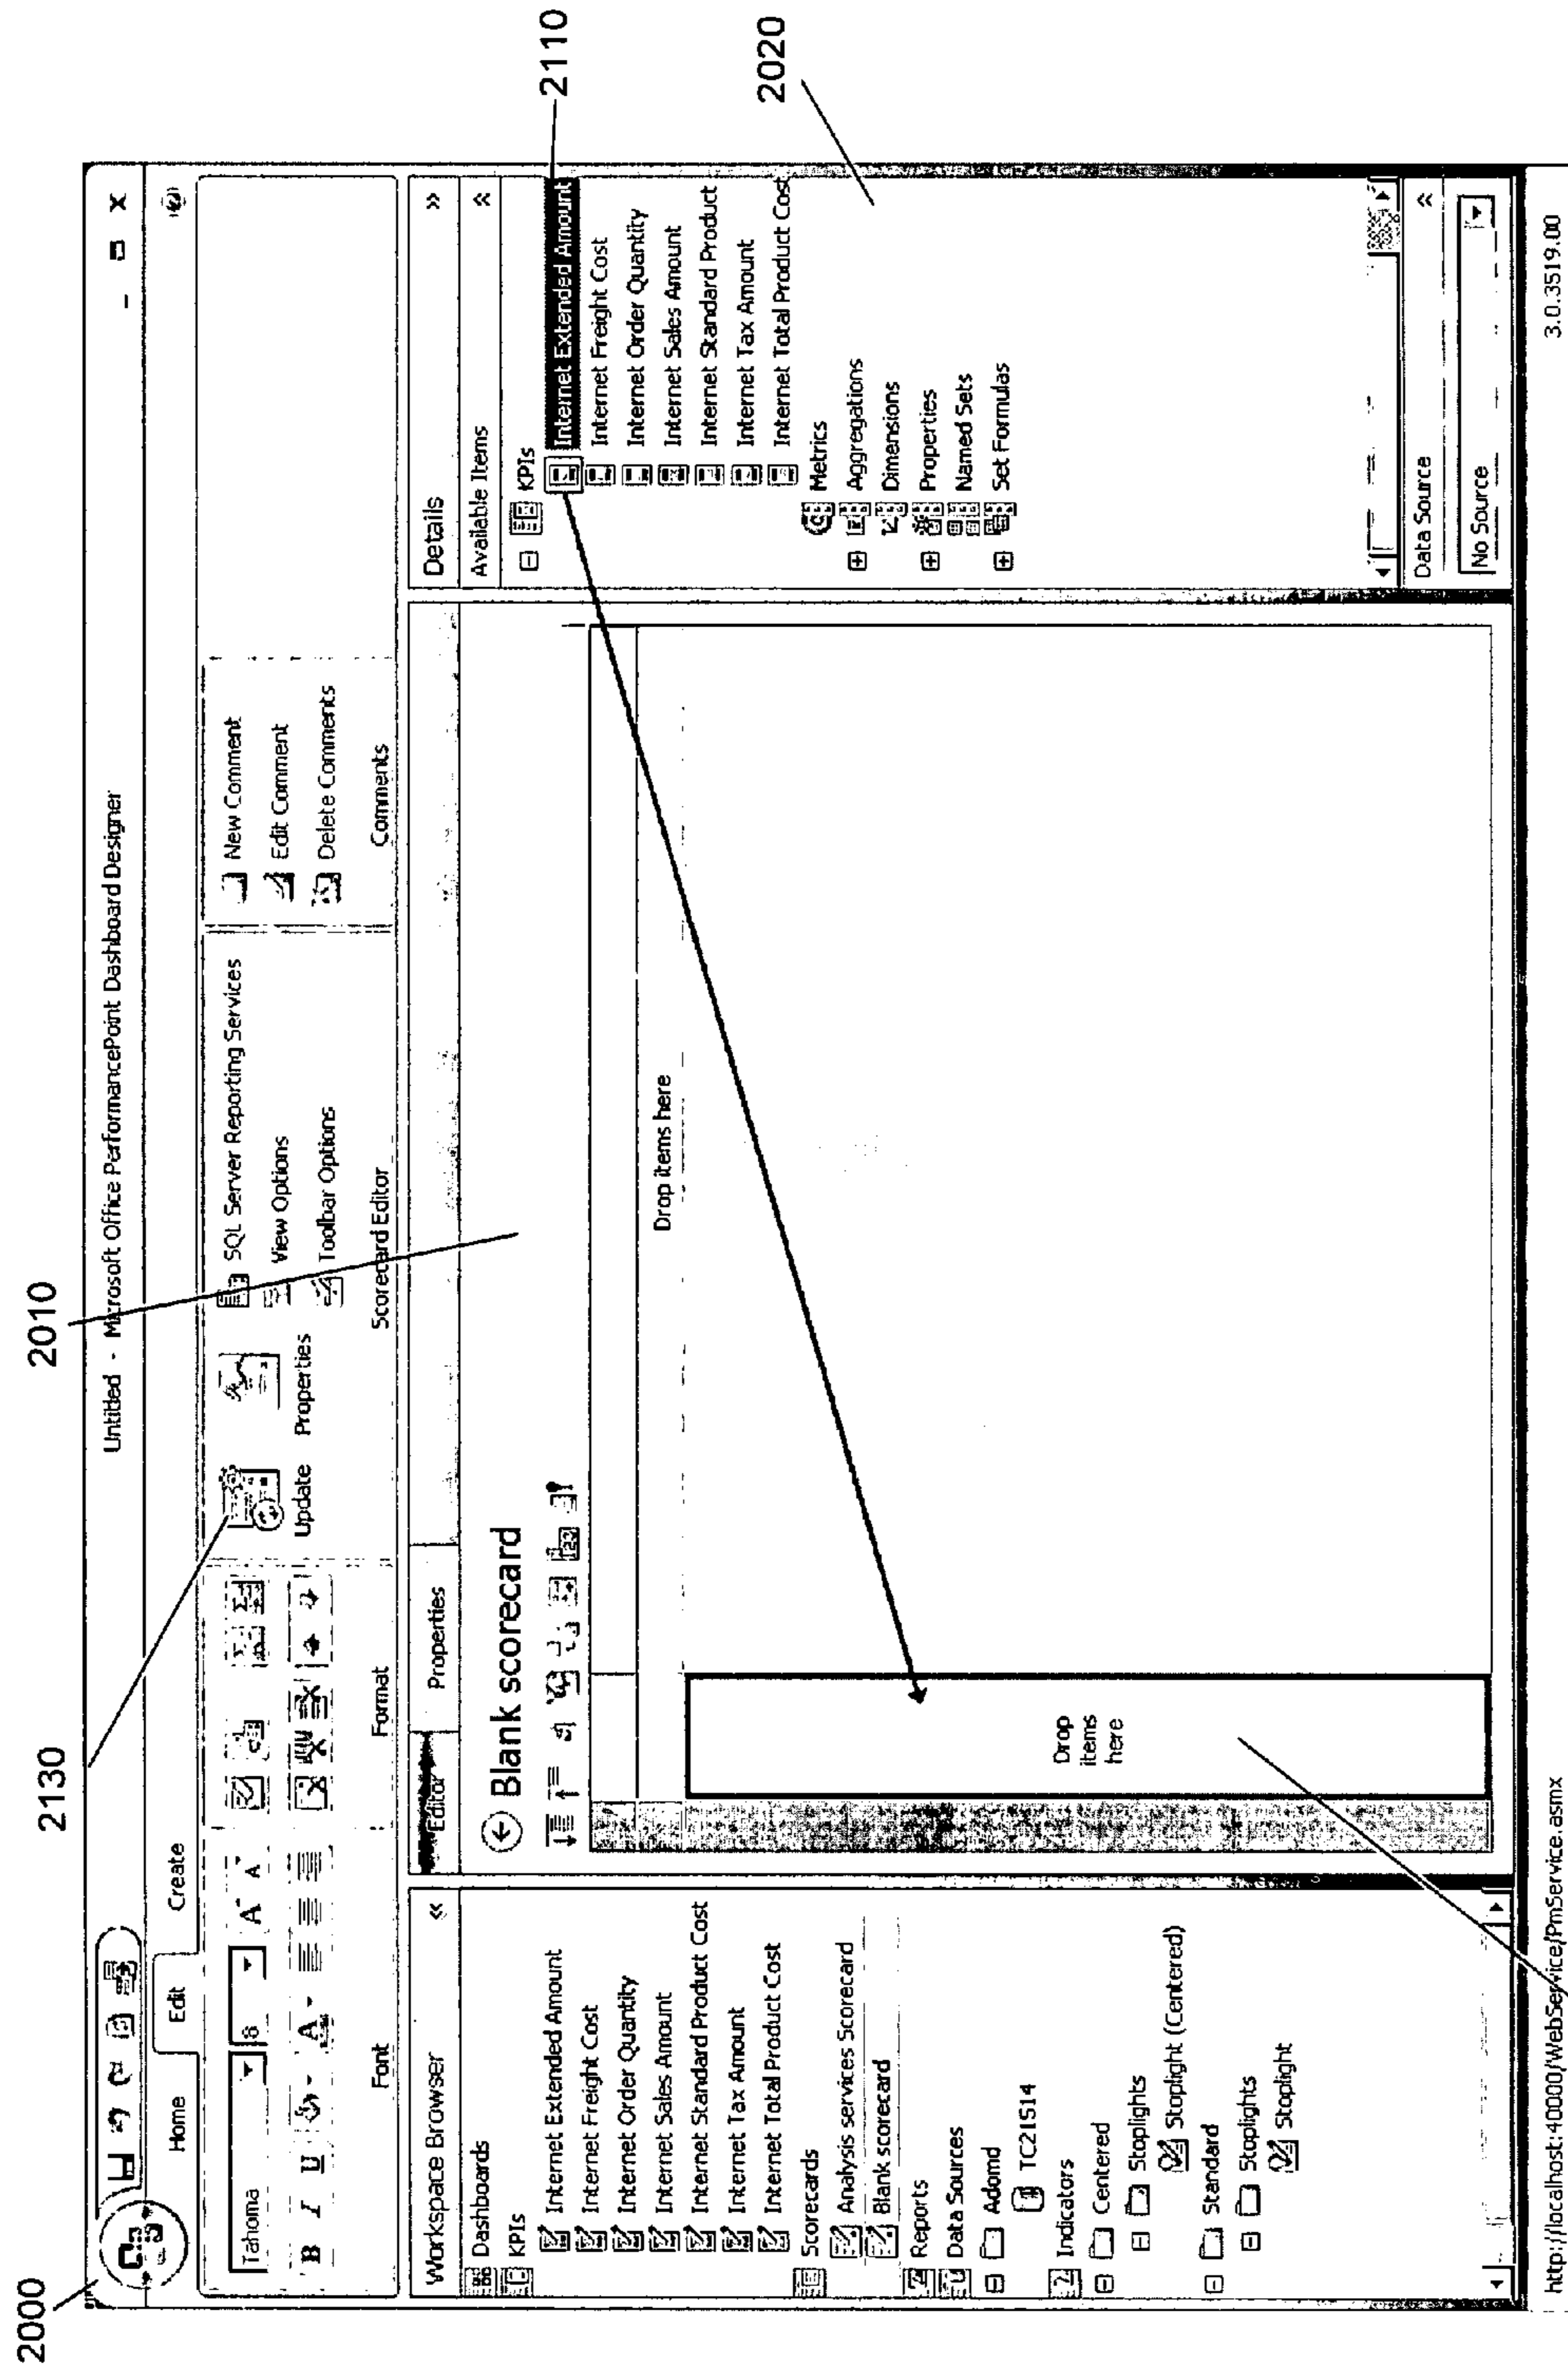 2000
2130
2010
2110
2020
Untitled - Microsoft Office PerformancePoint Dashboard Designer
Home
Edit
Create
Tahoma
8
A
A
B
I
U
A
Font
Format
Update
Properties
SQL Server Reporting Services
View Options
Toolbar Options
Scorecard Editor
New Comment
Edit Comment
Delete Comments
Comments
Workspace Browser
Dashboards
KPIs
Internet Extended Amount
Internet Freight Cost
Internet Order Quantity
Internet Sales Amount
Internet Standard Product Cost
Internet Tax Amount
Internet Total Product Cost
Scorecards
Analysis services Scorecard
Blank scorecard
Reports
Data Sources
Adomd
TC21514
Indicators
Centered
Stoplights
Stoplight (Centered)
Standard
Stoplights
Stoplight
Editor
Properties
Blank scorecard
Drop items here
Drop
items
here
Details
Available Items
KPIs
Internet Extended Amount
Internet Freight Cost
Internet Order Quantity
Internet Sales Amount
Internet Standard Product
Internet Tax Amount
Internet Total Product Cost
Metrics
Aggregations
Dimensions
Properties
Named Sets
Set Formulas
Data Source
No Source
http://localhost:40000/WebService/PmService.asmx
3.0.3519.00